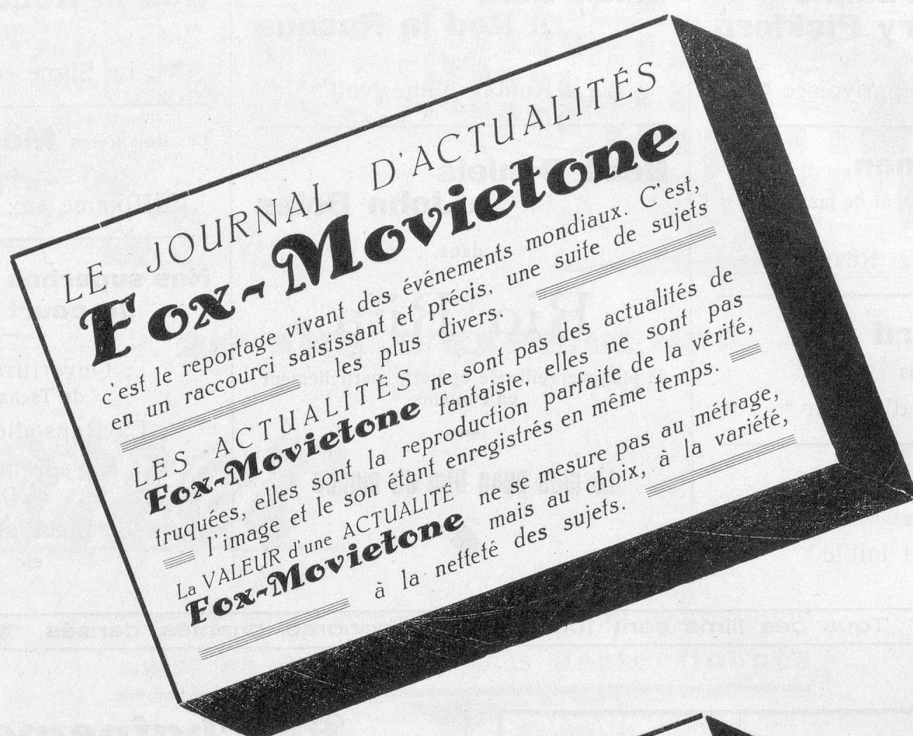 LE JOURNAL D'ACTUALITÉS
Fox-Movietone
c'est le reportage vivant des événements mondiaux. C'est,
en un raccourci saisissant et précis, une suite de sujets
les plus divers.
LES ACTUALITÉS
Fox-Movietone
ne sont pas des actualités de
fantaisie, elles ne sont pas
truquées, elles sont la reproduction parfaite de la vérité,
l'image et le son étant enregistrés en même temps.
La VALEUR d'une ACTUALITÉ
Fox-Movietone
ne se mesure pas au métrage,
mais au choix, à la variété,
à la netteté des sujets.